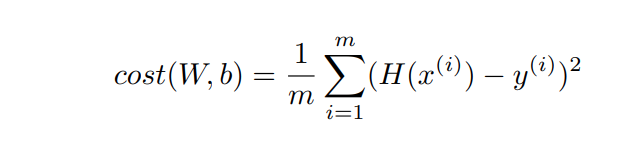 cost(W, b) = \frac{1}{m} \sum_{i=1}^{m} (H(x^{(i)}) - y^{(i)})^2